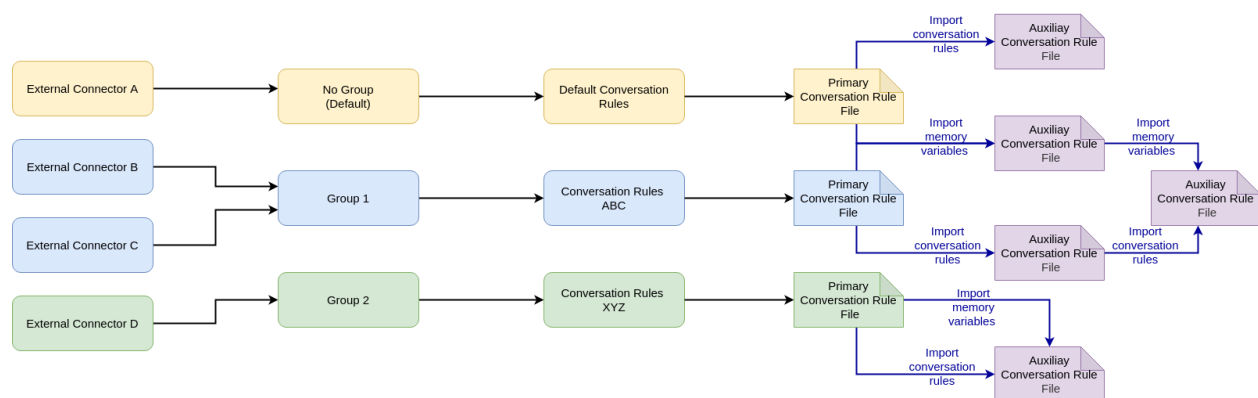 Import
conversation
rules
Auxiliay
Conversation Rule
File
External Connector A
No Group
(Default)
Default Conversation
Rules
Primary
Conversation Rule
File
Import
memory
variables
Auxiliay
Conversation Rule
File
Import
memory
variables
External Connector B
Group 1
Conversation Rules
ABC
Primary
Conversation Rule
File
Auxiliay
Conversation Rule
File
External Connector C
Import
conversation
rules
Auxiliay
Conversation Rule
File
Import
conversation
rules
External Connector D
Group 2
Conversation Rules
XYZ
Primary
Conversation Rule
File
Import
memory
variables
Import
conversation
rules
Auxiliay
Conversation Rule
File